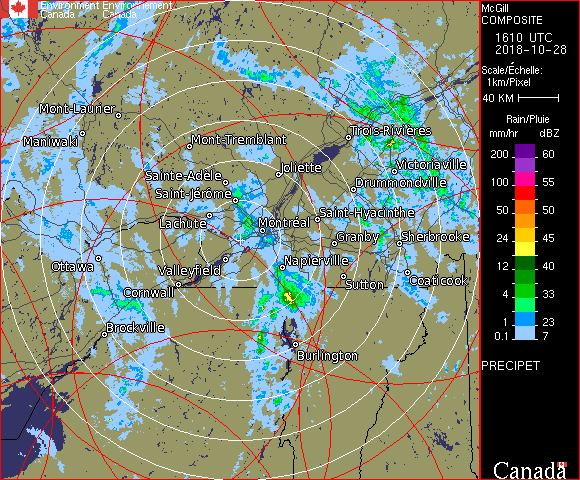 Environment Environnement
Canada Canada
Mont-Laurier
Maniwaki
Mont-Tremblant
Trois-Rivières
Joliette
Victoriaville
Sainte-Adèle
Drummondville
Saint-Jérôme
Saint-Hyacinthe
Lachute
Montréal
Granby
Sherbrooke
Ottawa
Valleyfield
Napierville
Coaticook
Sutton
Cornwall
Brockville
Burlington
McGill
COMPOSITE
1610 UTC
2018-10-28
Scale/Échelle:
1km/Pixel
40 KM
Rain/Pluie
mm/hr dBZ
200 60
100 55
50 50
24 45
12 40
4 33
1 23
0.1 7
PRECIPET
Canada